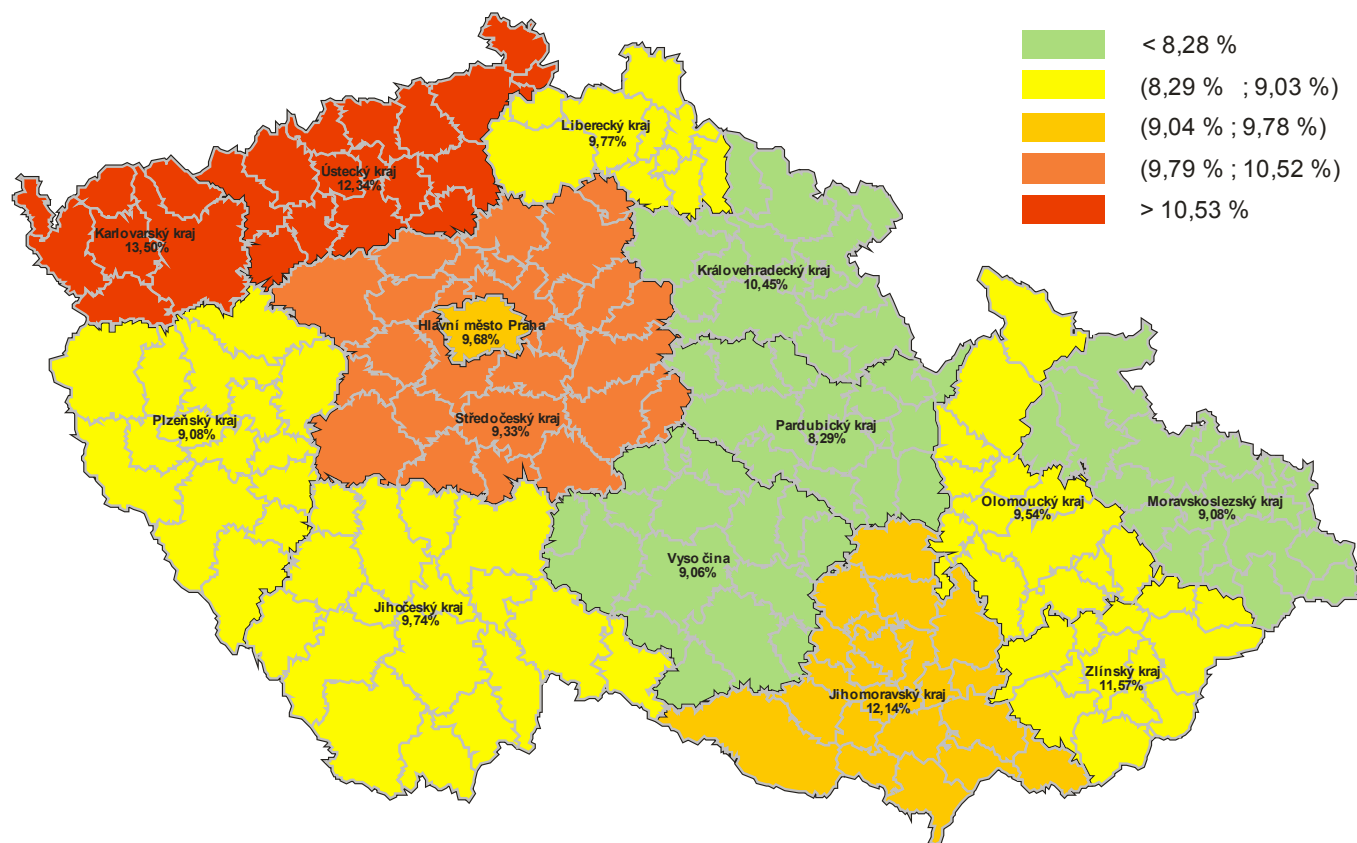 < 8,28 %
(8,29 % ; 9,03 %)
(9,04 % ; 9,78 %)
(9,79 % ; 10,52 %)
> 10,53 %
Liberecký kraj
9,77%
Ústecký kraj
12,34%
Karlovarský kraj
13,50%
Královehradecký kraj
10,45%
Hlavní město Praha
9,68%
Plzeňský kraj
9,08%
Středočeský kraj
9,33%
Pardubický kraj
8,29%
Olomoucký kraj
9,54%
Moravskoslezský kraj
9,08%
Vyso čina
9,06%
Jihočeský kraj
9,74%
Zlínský kraj
11,57%
Jihomoravský kraj
12,14%